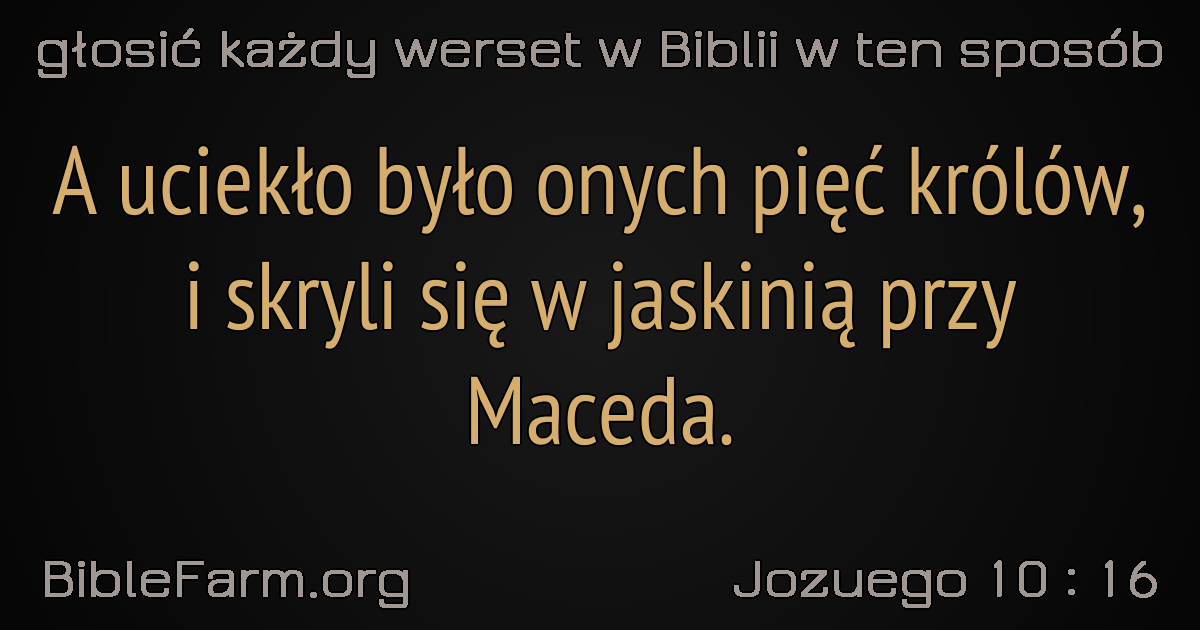 głosić każdy werset w Biblii w ten sposób
A uciekło było onych pięć królów,
i skryli się w jaskinią przy
Maceda.
BibleFarm.org
Jozuego 10 : 16